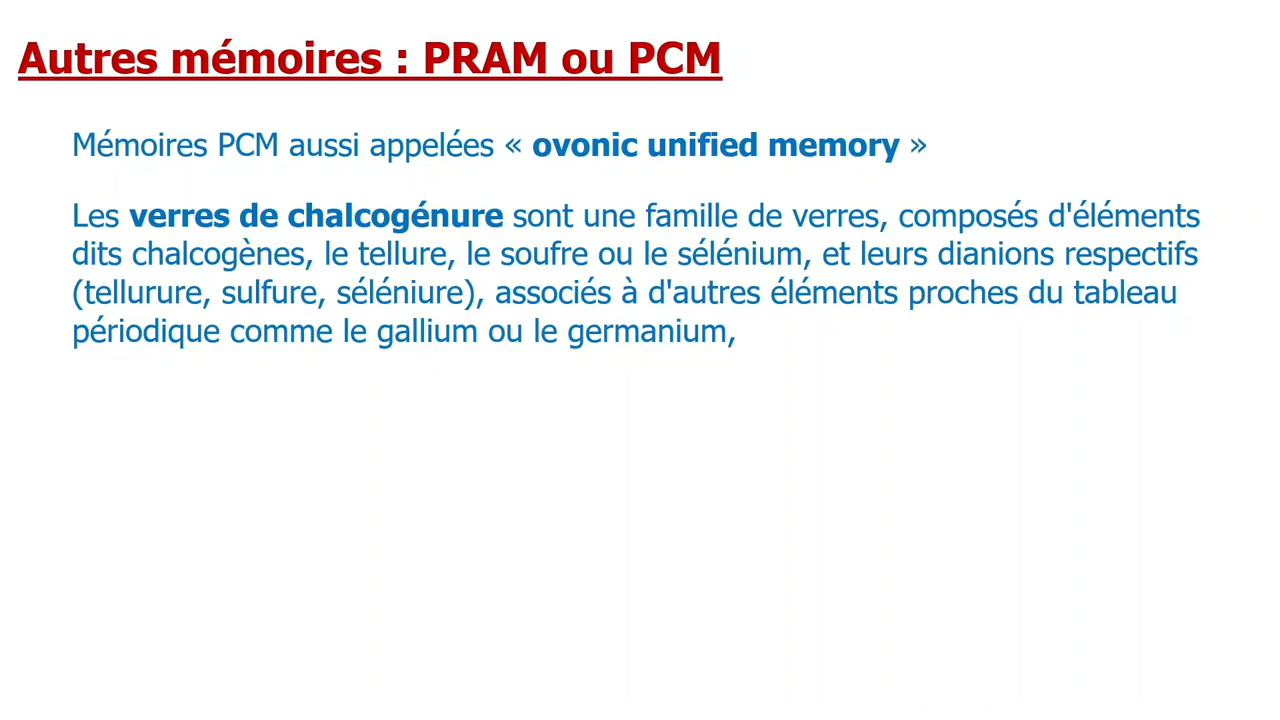 Autres mémoires : PRAM ou PCM
Mémoires PCM aussi appelées « ovonic unified memory »
Les verres de chalcogénure sont une famille de verres, composés d'éléments
dits chalcogènes, le tellure, le soufre ou le sélénium, et leurs dianions respectifs
(tellurure, sulfure, séléniure), associés à d'autres éléments proches du tableau
périodique comme le gallium ou le germanium,